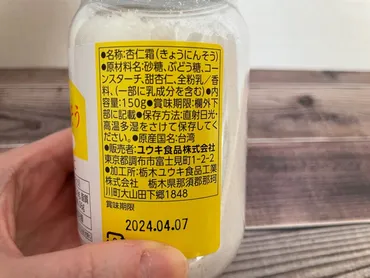 ●名称:杏仁霜(きょうにんそう)
●原材料名:砂糖、ぶどう糖、コー
ンスターチ、甜杏仁、全粉乳/香
料、(一部に乳成分を含む)●内
容量:150g●賞味期限:欄外下
部に記載●保存方法:直射日光・
高温多湿をさけて保存してく
ださい。●原産国名:台湾
●販売者:ユウキ食品株式会社
東京都調布市富士見町1-2-2
●加工所:栃木ユウキ食品工業
株式会社 栃木県那須郡那珂
川町大山田下郷1848
賞味期限
2024.04.07